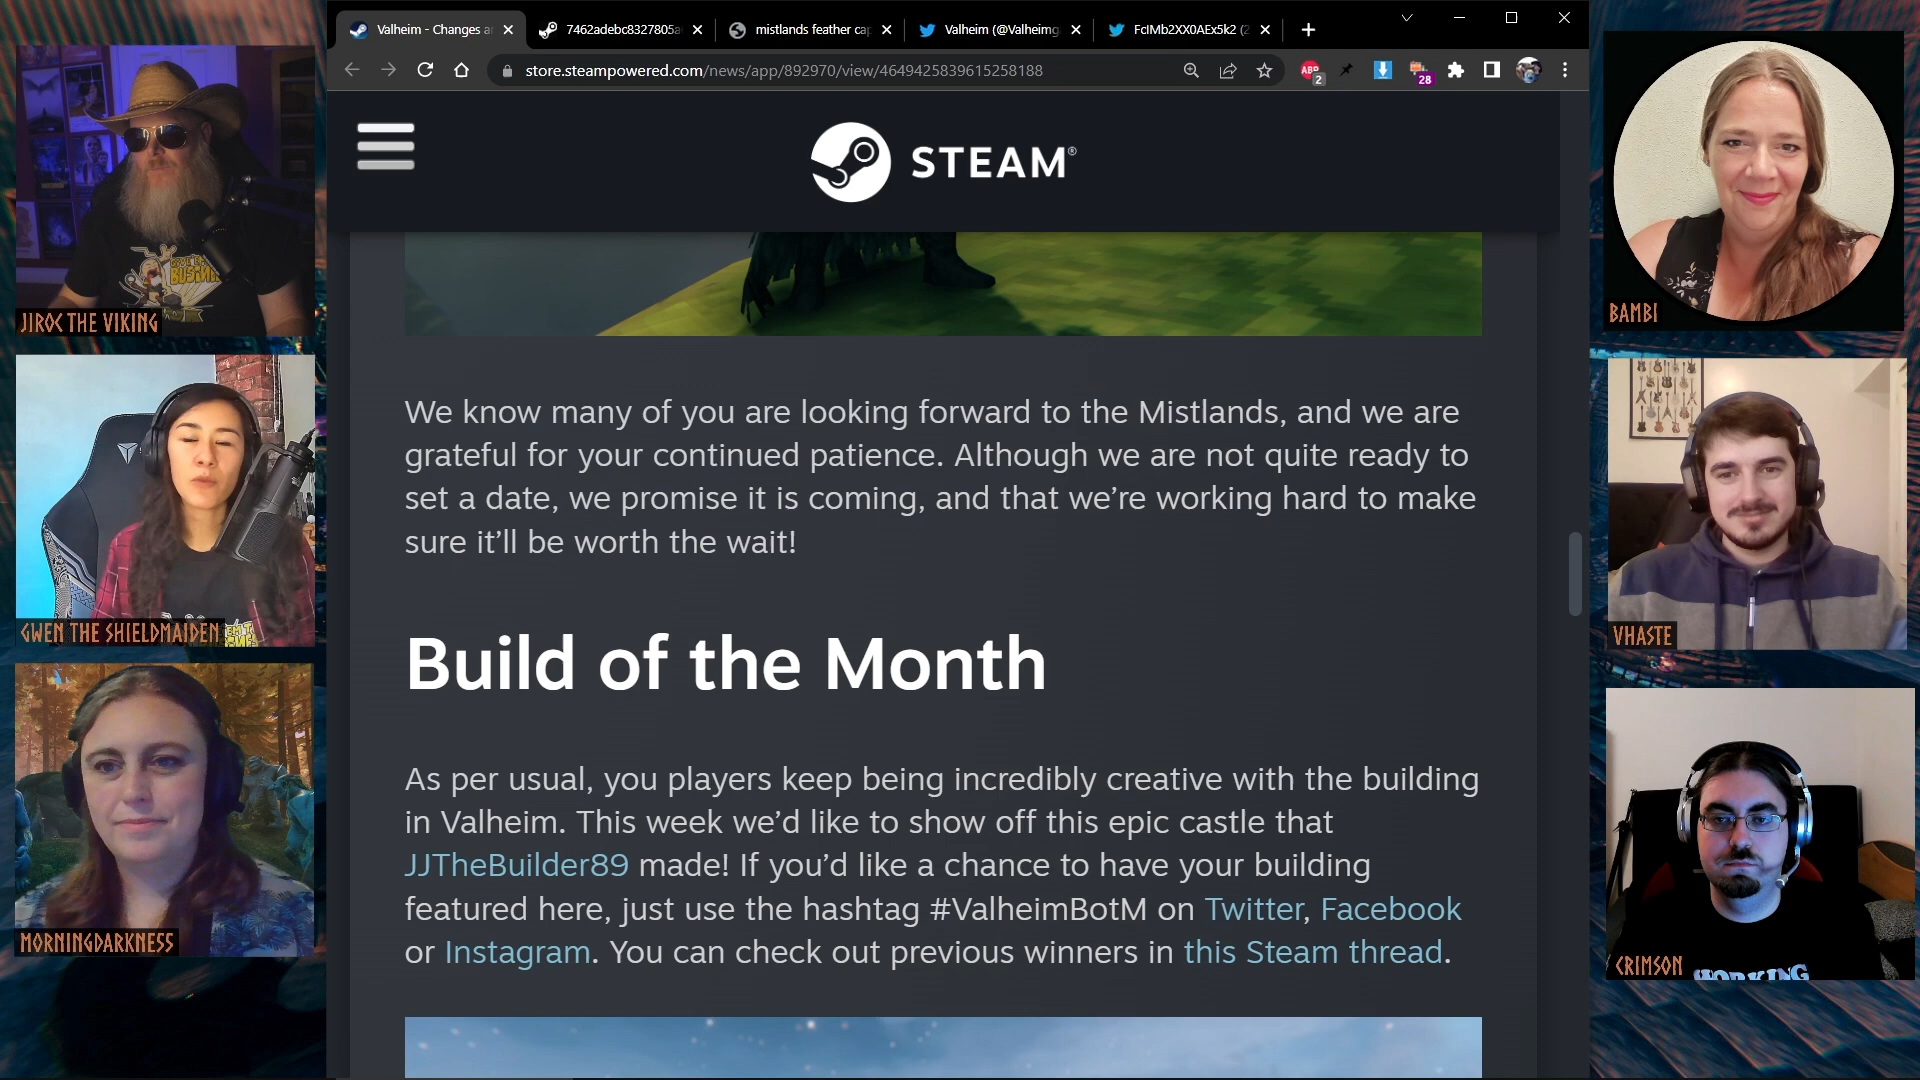 Valheim - Changes a
7462adebc8327805a
mistlands feather cap
Valheim (@Valheimg
FcIMb2XX0AEx5k2 (2
store.steampowered.com/news/app/892970/view/4649425839615258188
ABP
2
28
STEAM®
We know many of you are looking forward to the Mistlands, and we are
grateful for your continued patience. Although we are not quite ready to
set a date, we promise it is coming, and that we’re working hard to make
sure it’ll be worth the wait!
Build of the Month
As per usual, you players keep being incredibly creative with the building
in Valheim. This week we’d like to show off this epic castle that
JJTheBuilder89 made! If you’d like a chance to have your building
featured here, just use the hashtag #ValheimBotM on Twitter, Facebook
or Instagram. You can check out previous winners in this Steam thread.
JIROC THE VIKING
GWEN THE SHIELDMAIDEN
MORNINGDARKNESS
BAMBI
VHASTE
CRIMSON
WORKING